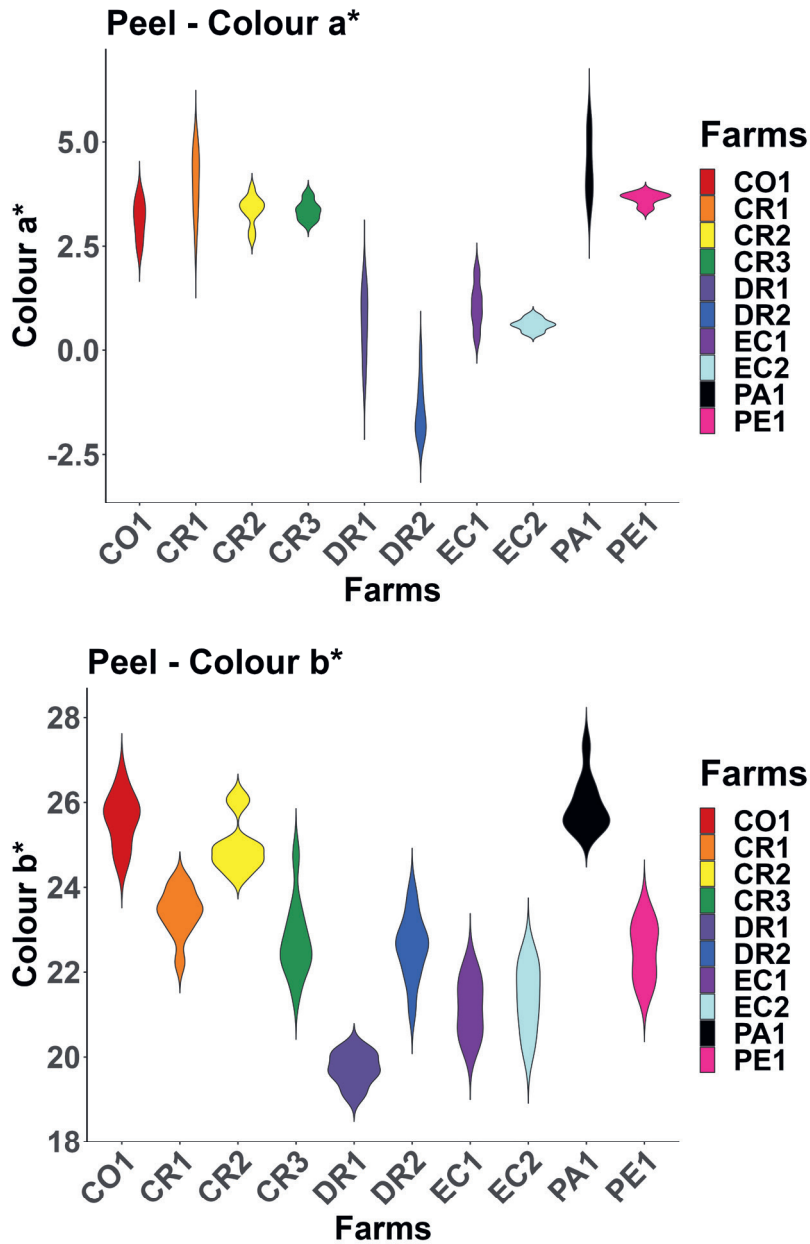 Peel - Colour a*
5.0
2.5
0.0
-2.5
Colour a*
CO1 CR1 CR2 CR3 DR1 DR2 EC1 EC2 PA1 PE1
Farms
Farms
CO1
CR1
CR2
CR3
DR1
DR2
EC1
EC2
PA1
PE1
Peel - Colour b*
28
26
24
22
20
18
Colour b*
CO1 CR1 CR2 CR3 DR1 DR2 EC1 EC2 PA1 PE1
Farms
Farms
CO1
CR1
CR2
CR3
DR1
DR2
EC1
EC2
PA1
PE1